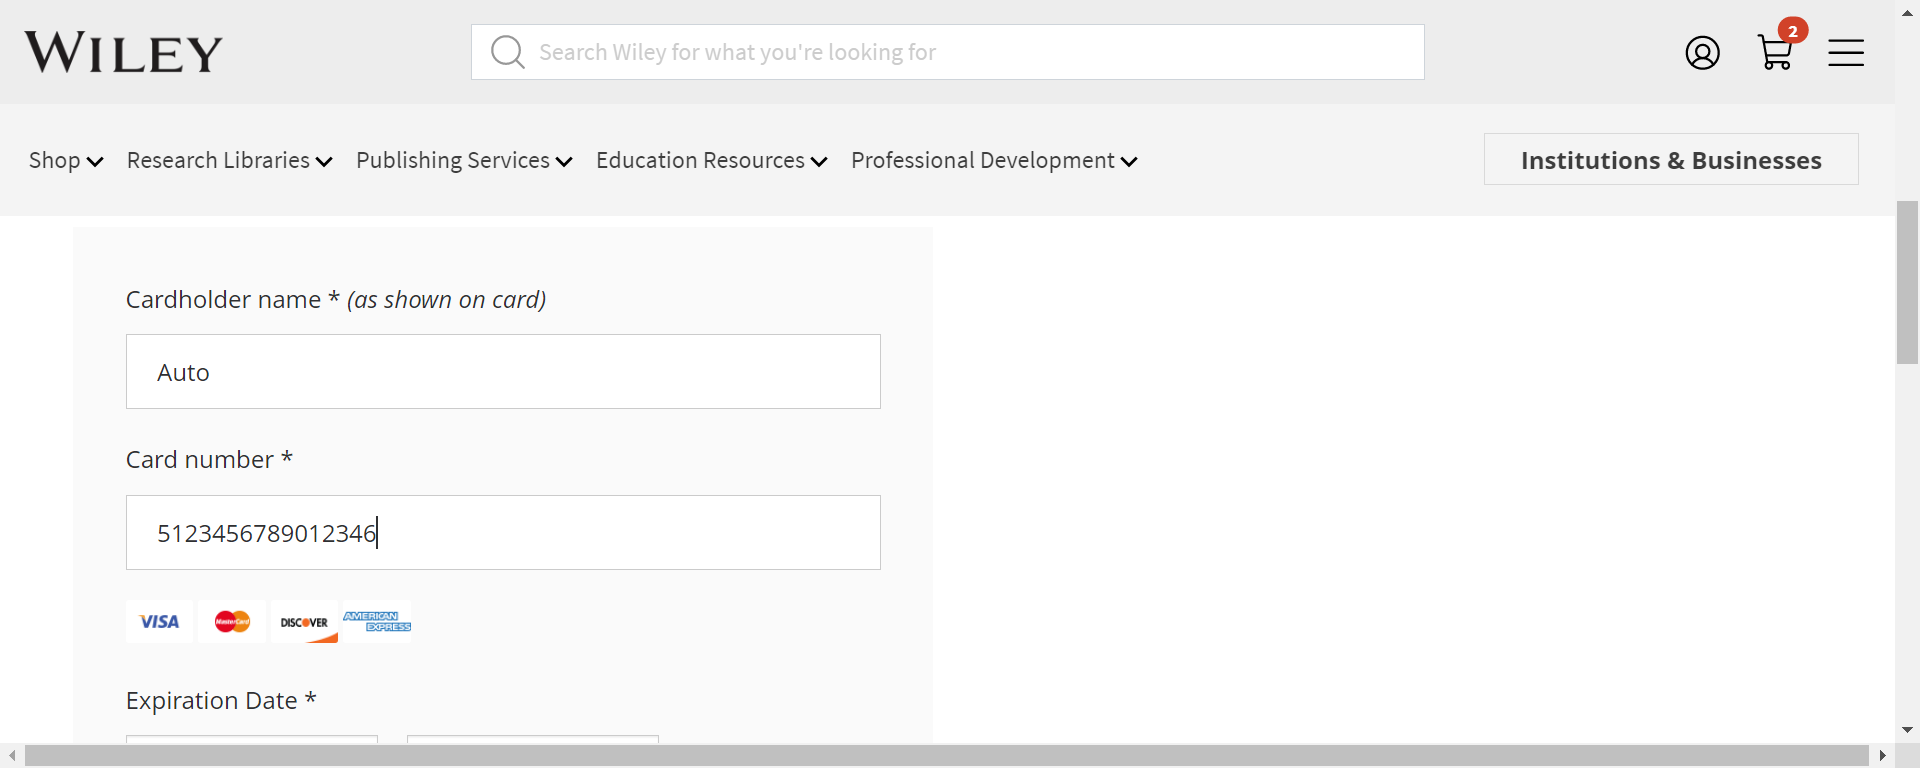 WILEY
Search Wiley for what you're looking for
2
Shop
Research Libraries
Publishing Services
Education Resources
Professional Development
Institutions & Businesses
Cardholder name * (as shown on card)
Auto
Card number *
5123456789012346
VISA MasterCard DISCOVER AMERICAN EXPRESS
Expiration Date *